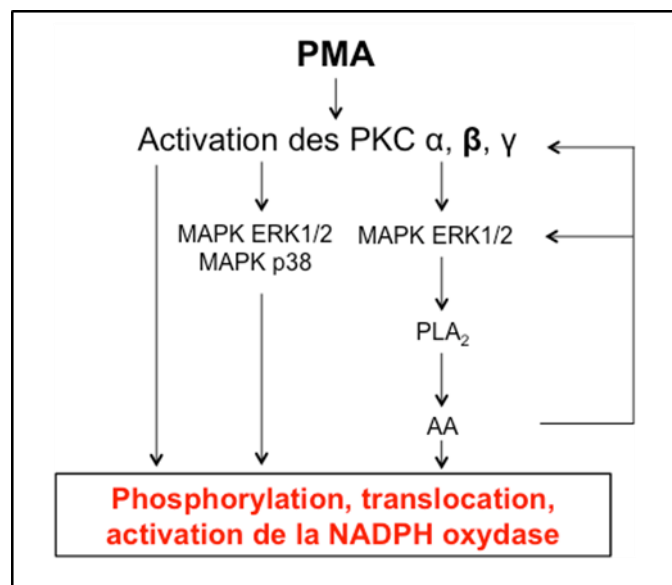 PMA
Activation des PKC α, β, γ
MAPK ERK1/2
MAPK p38
MAPK ERK1/2
PLA₂
AA
Phosphorylation, translocation,
activation de la NADPH oxydase